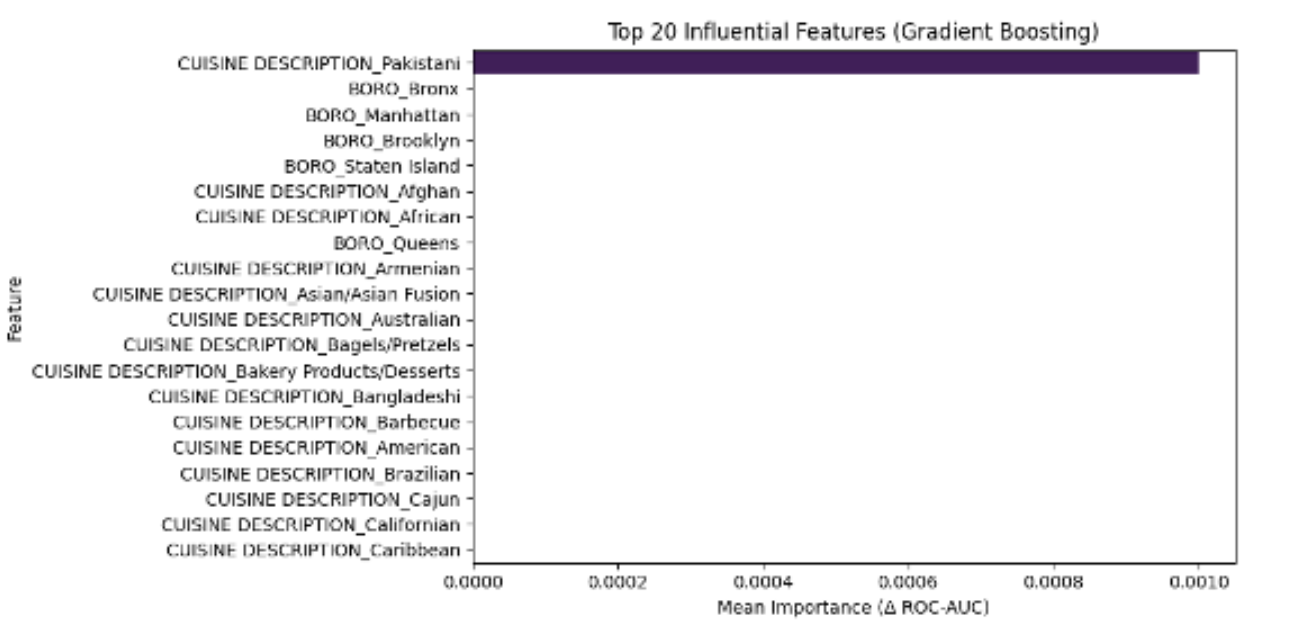 Top 20 Influential Features (Gradient Boosting)
CUISINE DESCRIPTION_Pakistani
BORO_Bronx
BORO_Manhattan
BORO_Brooklyn
BORO_Staten Island
CUISINE DESCRIPTION_Afghan
CUISINE DESCRIPTION_African
BORO_Queens
CUISINE DESCRIPTION_Armenian
CUISINE DESCRIPTION_Asian/Asian Fusion
CUISINE DESCRIPTION_Australian
CUISINE DESCRIPTION_Bagels/Pretzels
CUISINE DESCRIPTION_Bakery Products/Desserts
CUISINE DESCRIPTION_Bangladeshi
CUISINE DESCRIPTION_Barbecue
CUISINE DESCRIPTION_American
CUISINE DESCRIPTION_Brazilian
CUISINE DESCRIPTION_Cajun
CUISINE DESCRIPTION_Californian
CUISINE DESCRIPTION_Caribbean
Feature
0.0000 0.0002 0.0004 0.0006 0.0008 0.0010
Mean Importance (Δ ROC-AUC)